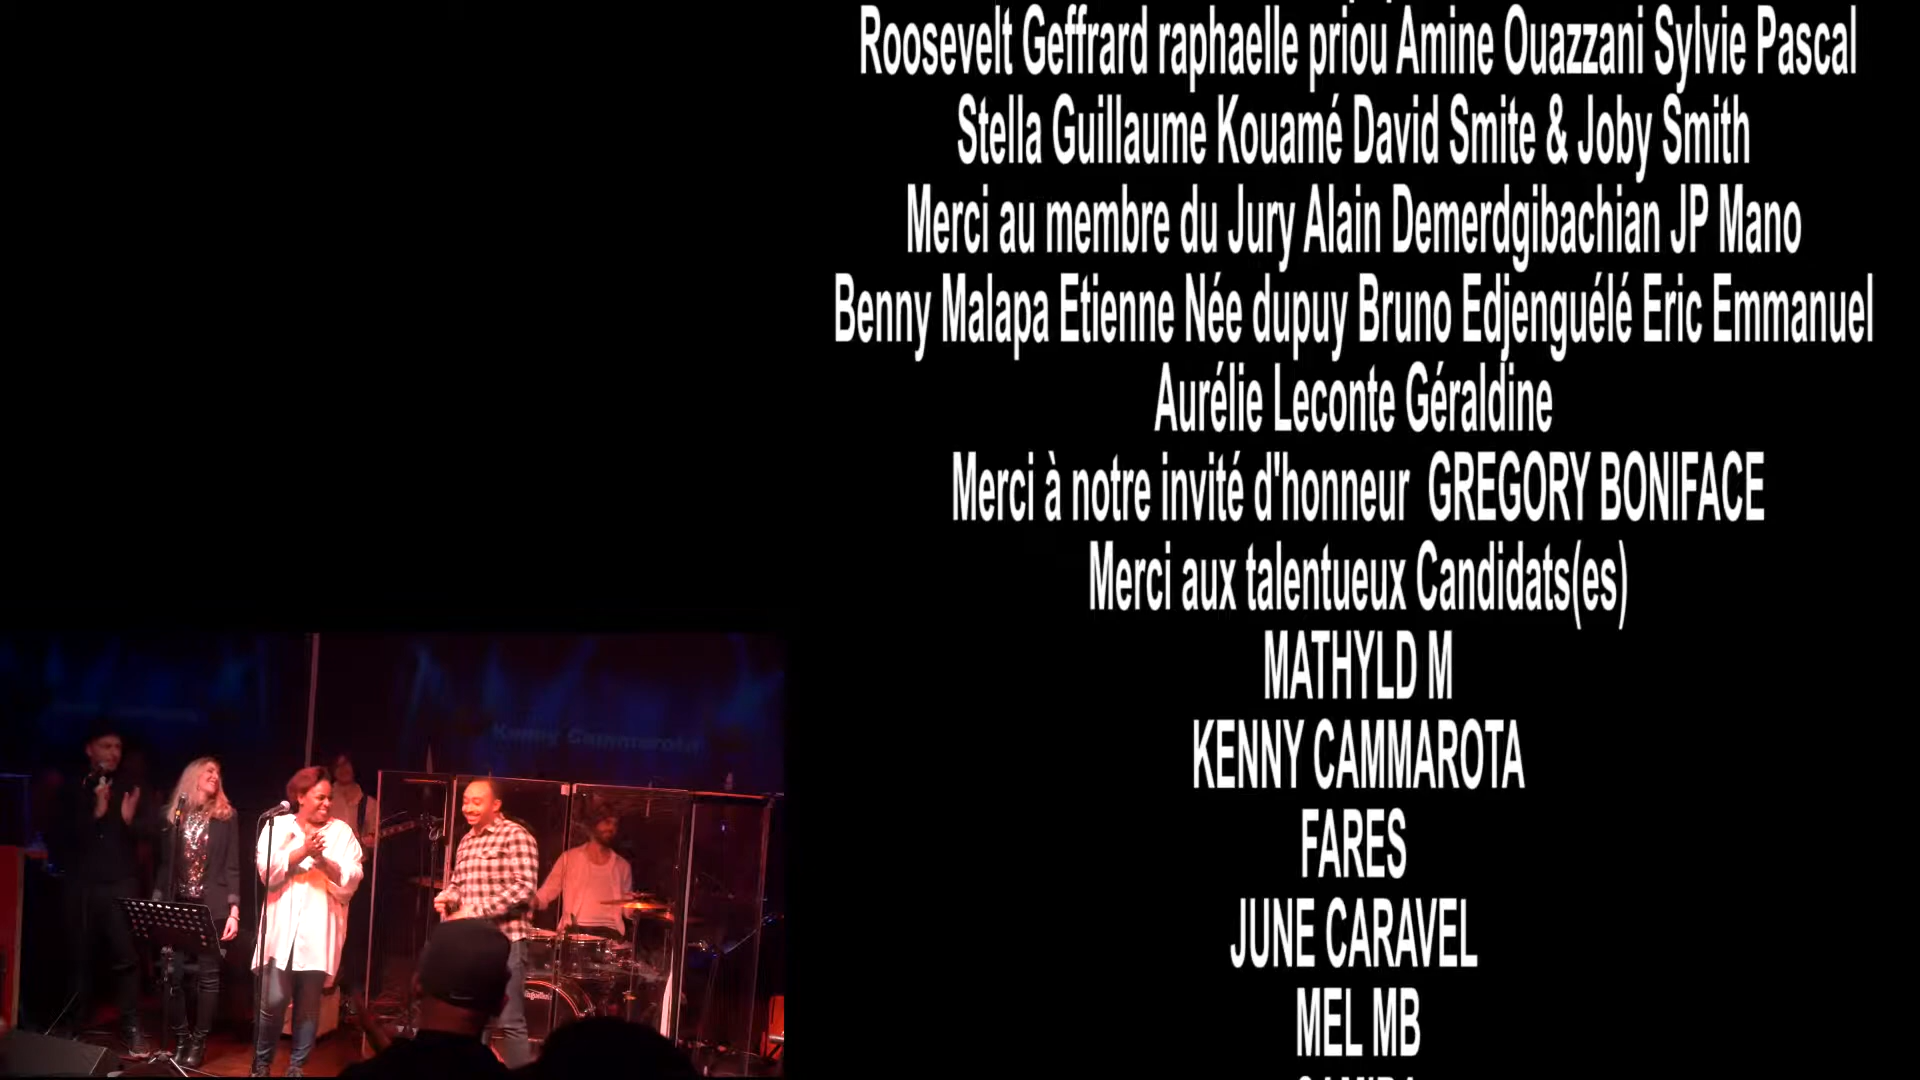 Roosevelt Geffrard raphaelle priou Amine Ouazzani Sylvie Pascal
Stella Guillaume Kouamé David Smite & Joby Smith
Merci au membre du Jury Alain Demerdgibachian JP Mano
Benny Malapa Etienne Née dupuy Bruno Edjenguélé Eric Emmanuel
Aurélie Leconte Géraldine
Merci à notre invité d'honneur  GREGORY BONIFACE
Merci aux talentueux Candidats(es)
MATHYLD M
KENNY CAMMAROTA
FARES
JUNE CARAVEL
MEL MB
Kenny Cammarota